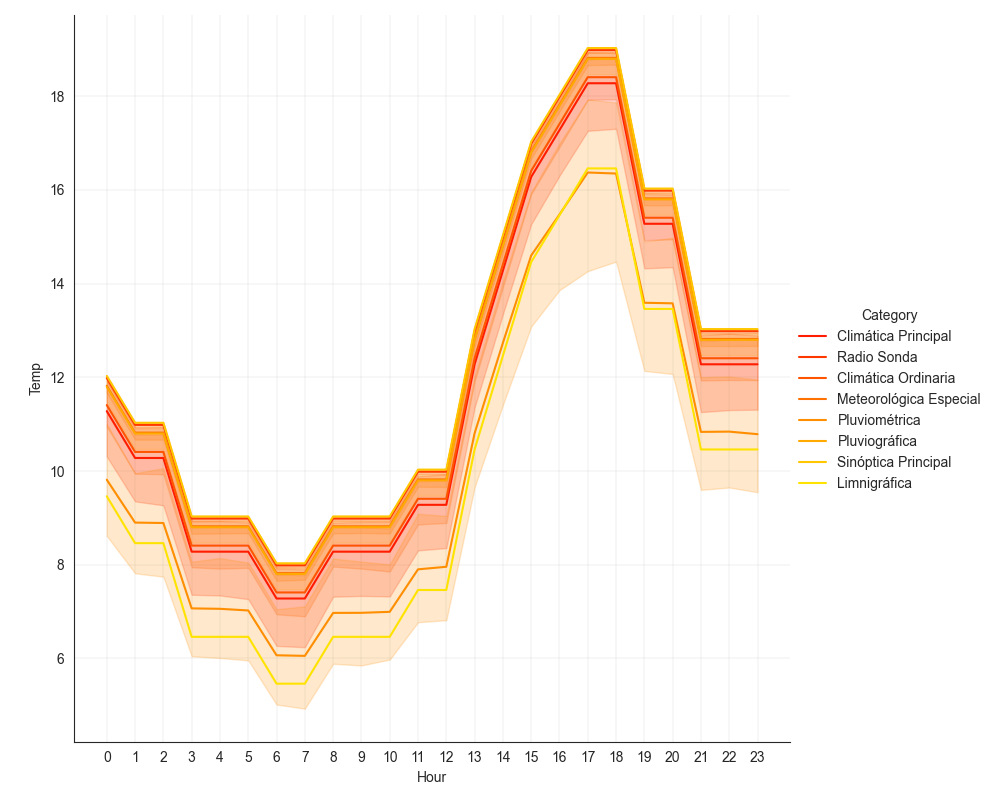 18
16
14
12
10
8
6
Temp
0 1 2 3 4 5 6 7 8 9 10 11 12 13 14 15 16 17 18 19 20 21 22 23
Hour
Category
Climática Principal
Radio Sonda
Climática Ordinaria
Meteorológica Especial
Pluviométrica
Pluviográfica
Sinóptica Principal
Limnigráfica